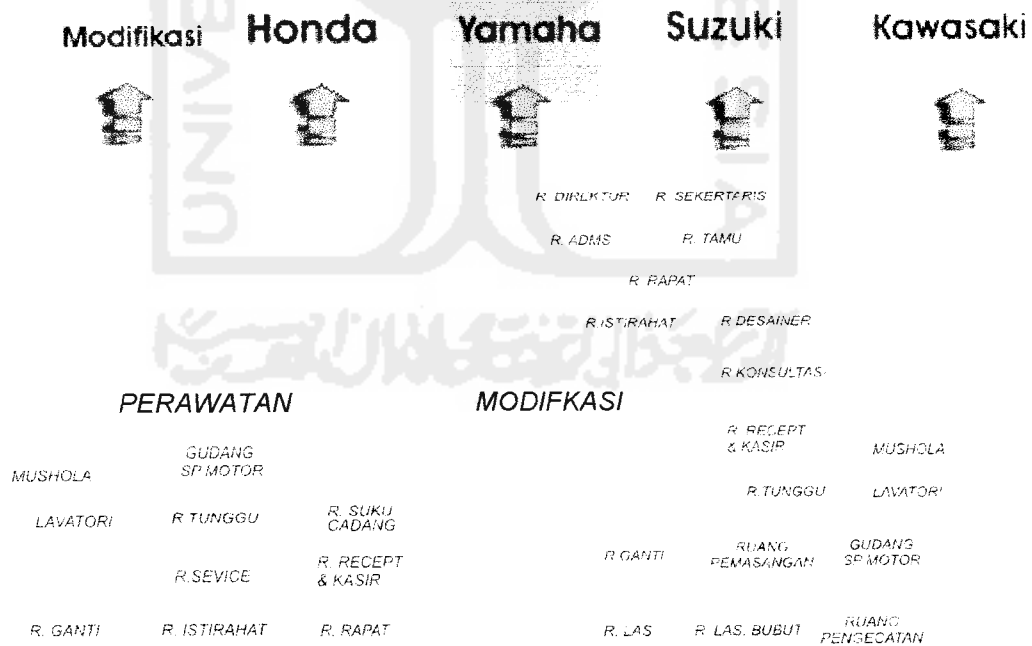 Modifikasi Honda Yamaha Suzuki Kawasaki
R. DIREKTUR R. SEKERTARIS
R. ADMS R. TAMU
R. RAPAT
R.ISTIRAHAT R DESAINER
R KONSULTASI
PERAWATAN MODIFKASI
MUSHOLA
GUDANG
SP MOTOR
LAVATORI R TUNGGU
R. SUKU
CADANG
R.SEVICE
R. RECEPT
& KASIR
R. GANTI R. ISTIRAHAT R. RAPAT
R. RECEPT
& KASIR
MUSHOLA
R. TUNGGU LAVATORI
R GANTI
RUANG
PEMASANGAN
GUDANG
SP MOTOR
R. LAS R LAS, BUBUT
RUANG
PENGECATAN